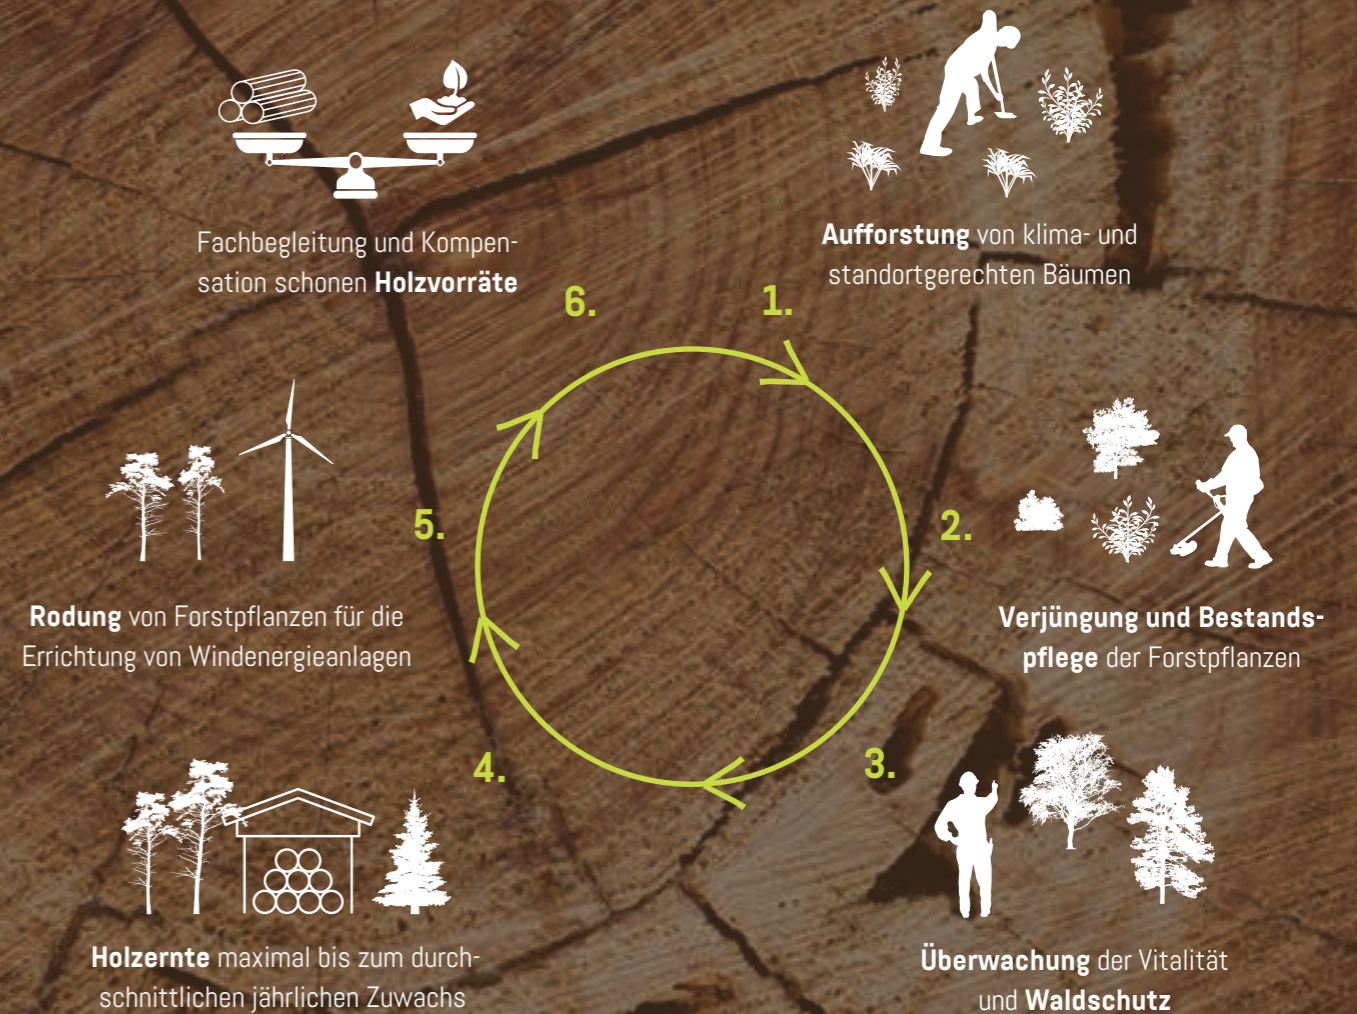 1.
Aufforstung von klima- und
standortgerechten Bäumen
2.
Verjüngung und Bestands-
pflege der Forstpflanzen
3.
Überwachung der Vitalität
und Waldschutz
4.
Holzernte maximal bis zum durch-
schnittlichen jährlichen Zuwachs
5.
Rodung von Forstpflanzen für die
Errichtung von Windenergieanlagen
6.
Fachbegleitung und Kompen-
sation schonen Holzvorräte